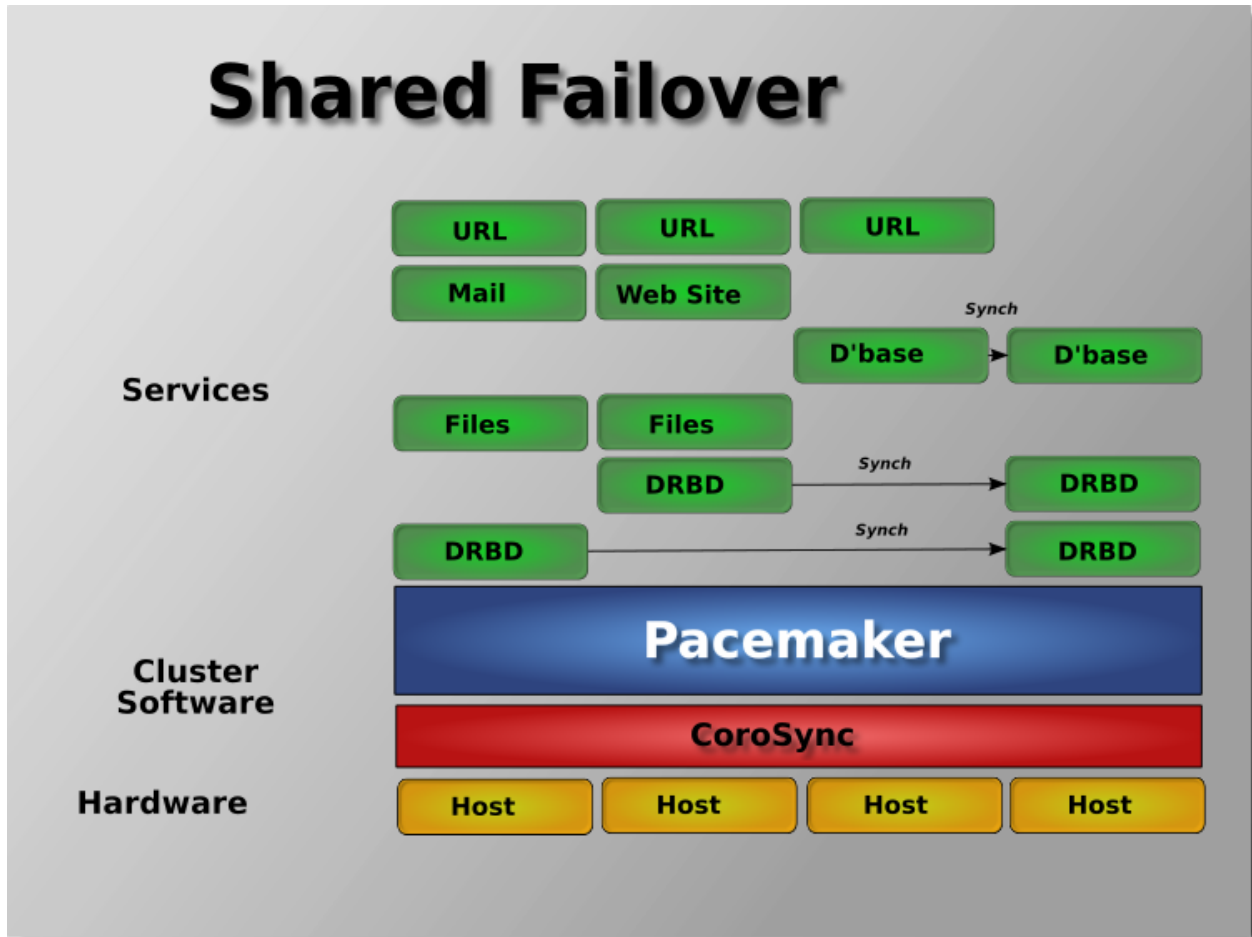 Shared Failover
URL URL URL
Mail Web Site
Synch
D'base D'base
Services
Files Files
Synch
DRBD DRBD
Synch
DRBD DRBD
Pacemaker
Cluster
Software
CoroSync
Hardware
Host Host Host Host